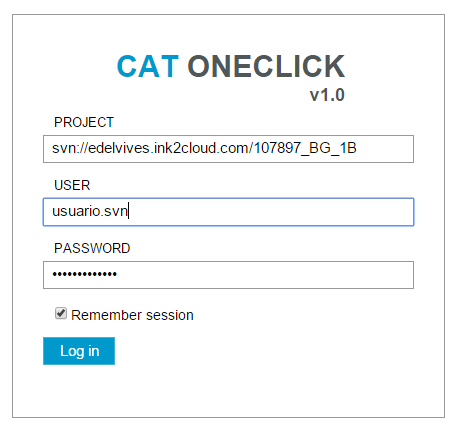 CAT ONECLICK
v1.0
PROJECT
svn://edelvives.ink2cloud.com/107897_BG_1B
USER
usuario.svn
PASSWORD
•••••••••••••
Remember session
Log in